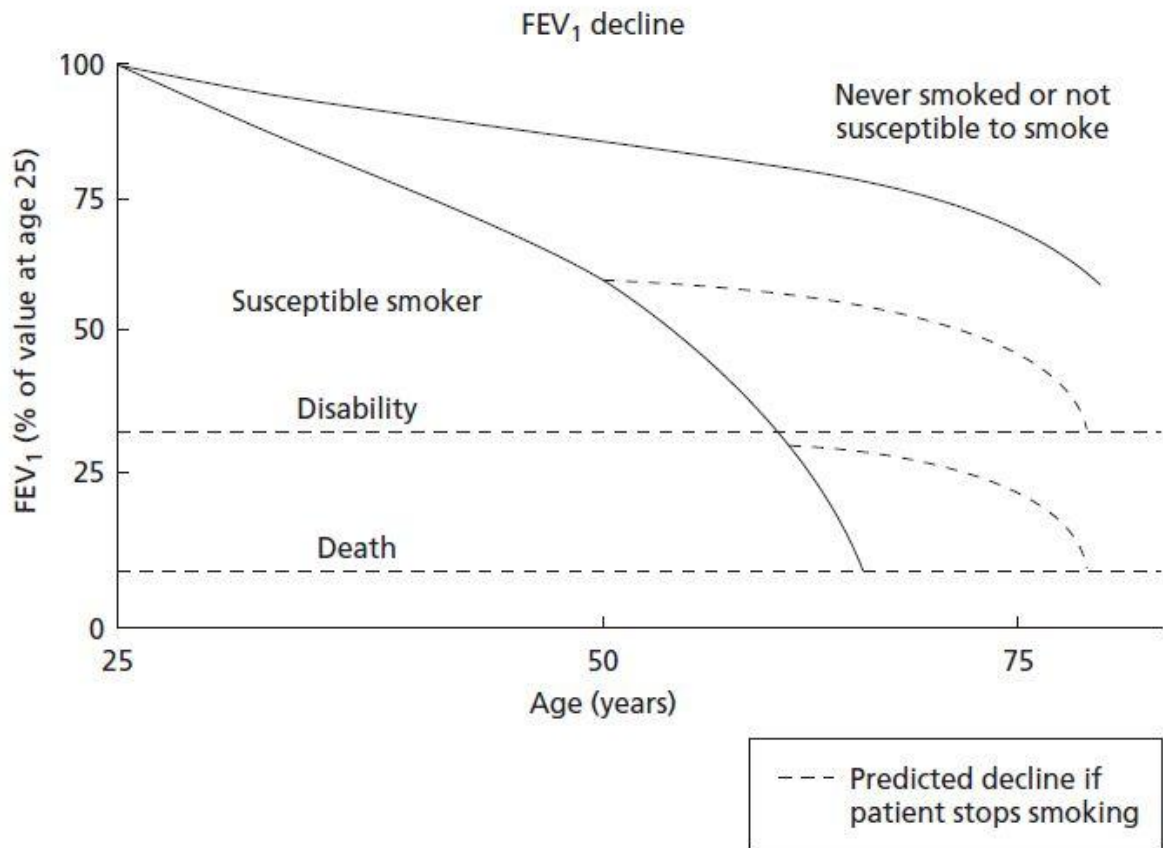 FEV₁ decline
100
75
50
25
0
FEV₁ (% of value at age 25)
Never smoked or not
susceptible to smoke
Susceptible smoker
Disability
Death
25 50 75
Age (years)
Predicted decline if
patient stops smoking